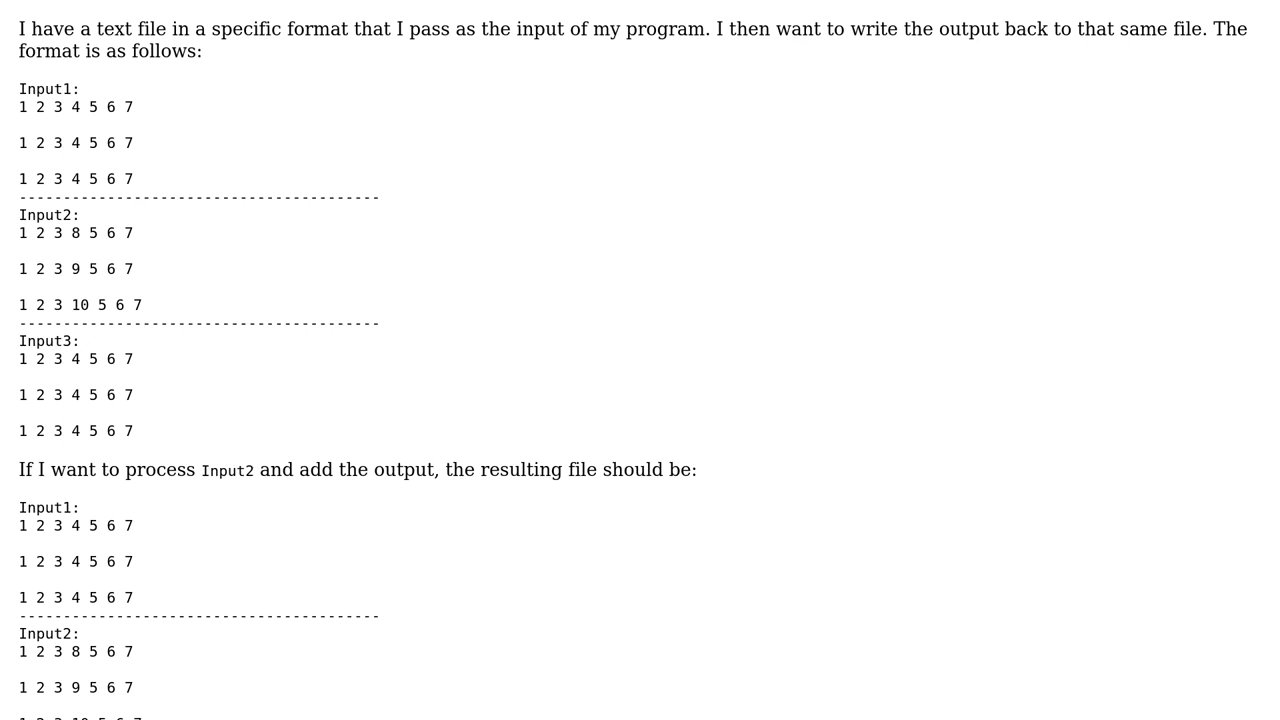 I have a text file in a specific format that I pass as the input of my program. I then want to write the output back to that same file. The
format is as follows:
Input1:
1 2 3 4 5 6 7
1 2 3 4 5 6 7
1 2 3 4 5 6 7
-----------------------------------------
Input2:
1 2 3 8 5 6 7
1 2 3 9 5 6 7
1 2 3 10 5 6 7
-----------------------------------------
Input3:
1 2 3 4 5 6 7
1 2 3 4 5 6 7
1 2 3 4 5 6 7
If I want to process Input2 and add the output, the resulting file should be:
Input1:
1 2 3 4 5 6 7
1 2 3 4 5 6 7
1 2 3 4 5 6 7
-----------------------------------------
Input2:
1 2 3 8 5 6 7
1 2 3 9 5 6 7